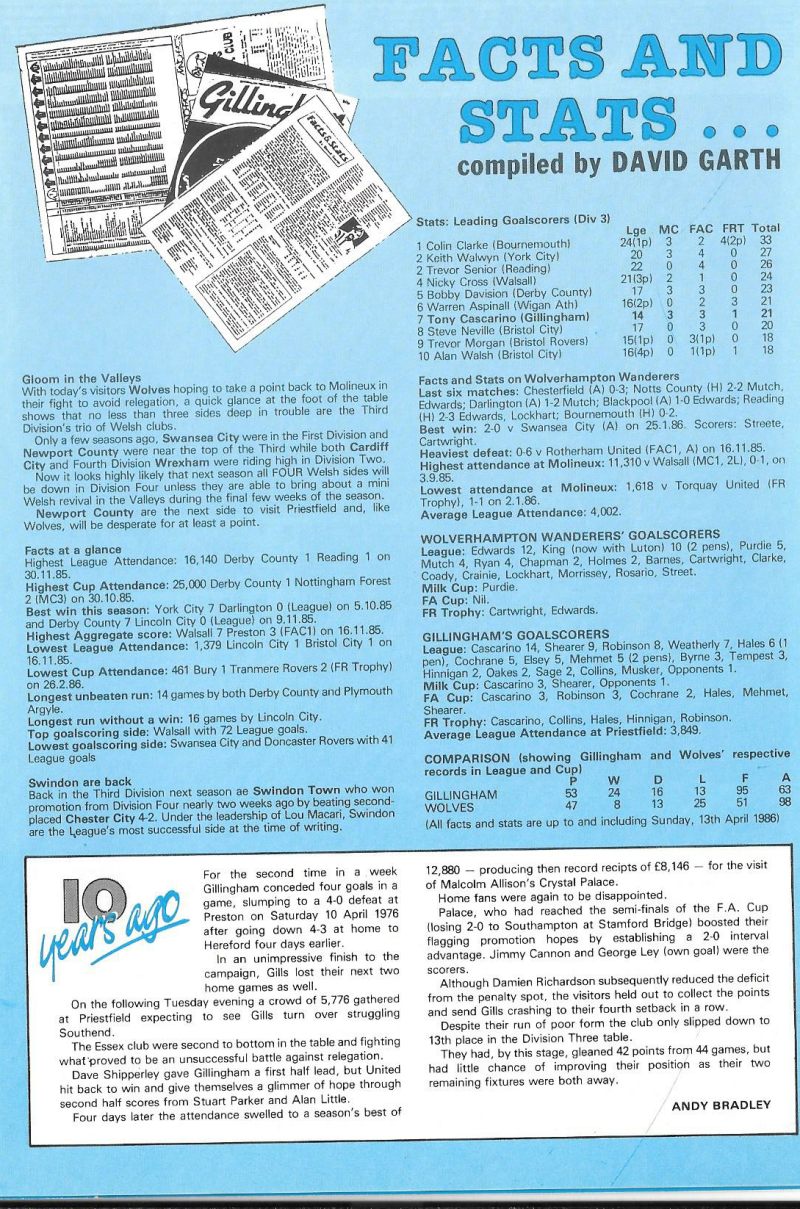 Gilling
Facts & Stats
FACTS AND
STATS ...
compiled by DAVID GARTH
Gloom in the Valleys
With today's visitors Wolves hoping to take a point back to Molineux in
their fight to avoid relegation, a quick glance at the foot of the table
shows that no less than three sides deep in trouble are the Third
Division's trio of Welsh clubs.
Only a few seasons ago, Swansea City were in the First Division and
Newport County were near the top of the Third while both Cardiff
City and Fourth Division Wrexham were riding high in Division Two.
Now it looks highly likely that next season all FOUR Welsh sides will
be down in Division Four unless they are able to bring about a mini
Welsh revival in the Valleys during the final few weeks of the season.
Newport County are the next side to visit Priestfield and, like
Wolves, will be desperate for at least a point.
Facts at a glance
Highest League Attendance: 16,140 Derby County 1 Reading 1 on
30.11.85.
Highest Cup Attendance: 25,000 Derby County 1 Nottingham Forest
2 (MC3) on 30.10.85.
Best win this season: York City 7 Darlington 0 (League) on 5.10.85
and Derby County 7 Lincoln City 0 (League) on 9.11.85.
Highest Aggregate score: Walsall 7 Preston 3 (FAC1) on 16.11.85.
Lowest League Attendance: 1,379 Lincoln City 1 Bristol City 1 on
16.11.85.
Lowest Cup Attendance: 461 Bury 1 Tranmere Rovers 2 (FR Trophy)
on 26.2.86.
Longest unbeaten run: 14 games by both Derby County and Plymouth
Argyle.
Longest run without a win: 16 games by Lincoln City.
Top goalscoring side: Walsall with 72 League goals.
Lowest goalscoring side: Swansea City and Doncaster Rovers with 41
League goals
Swindon are back
Back in the Third Division next season ae Swindon Town who won
promotion from Division Four nearly two weeks ago by beating second-
placed Chester City 4-2. Under the leadership of Lou Macari, Swindon
are the League's most successful side at the time of writing.
Stats: Leading Goalscorers (Div 3)
Lge MC FAC FRT Total
1 Colin Clarke (Bournemouth) 24(1p) 3 2 4(2p) 33
2 Keith Walwyn (York City) 20 3 4 0 27
2 Trevor Senior (Reading) 22 0 4 0 26
4 Nicky Cross (Walsall) 21(3p) 2 1 0 24
5 Bobby Davision (Derby County) 17 3 3 0 23
6 Warren Aspinall (Wigan Ath) 16(2p) 0 2 3 21
7 Tony Cascarino (Gillingham) 14 3 3 1 21
8 Steve Neville (Bristol City) 17 0 3 0 20
9 Trevor Morgan (Bristol Rovers) 15(1p) 0 3(1p) 0 18
10 Alan Walsh (Bristol City) 16(4p) 0 1(1p) 1 18
Facts and Stats on Wolverhampton Wanderers
Last six matches: Chesterfield (A) 0-3; Notts County (H) 2-2 Mutch,
Edwards; Darlington (A) 1-2 Mutch; Blackpool (A) 1-0 Edwards; Reading
(H) 2-3 Edwards, Lockhart; Bournemouth (H) 0-2.
Best win: 2-0 v Swansea City (A) on 25.1.86. Scorers: Streete,
Cartwright.
Heaviest defeat: 0-6 v Rotherham United (FAC1, A) on 16.11.85.
Highest attendance at Molineux: 11,310 v Walsall (MC1, 2L), 0-1, on
3.9.85.
Lowest attendance at Molineux: 1,618 v Torquay United (FR
Trophy), 1-1 on 2.1.86.
Average League Attendance: 4,002.
WOLVERHAMPTON WANDERERS' GOALSCORERS
League: Edwards 12, King (now with Luton) 10 (2 pens), Purdie 5,
Mutch 4, Ryan 4, Chapman 2, Holmes 2, Barnes, Cartwright, Clarke,
Coady, Crainie, Lockhart, Morrissey, Rosario, Street.
Milk Cup: Purdie.
FA Cup: Nil.
FR Trophy: Cartwright, Edwards.
GILLINGHAM'S GOALSCORERS
League: Cascarino 14, Shearer 9, Robinson 8, Weatherly 7, Hales 6 (1
pen), Cochrane 5, Elsey 5, Mehmet 5 (2 pens), Byrne 3, Tempest 3,
Hinnigan 2, Oakes 2, Sage 2, Collins, Musker, Opponents 1.
Milk Cup: Cascarino 3, Shearer, Opponents 1.
FA Cup: Cascarino 3, Robinson 3, Cochrane 2, Hales, Mehmet,
Shearer.
FR Trophy: Cascarino, Collins, Hales, Hinnigan, Robinson.
Average League Attendance at Priestfield: 3,849.
COMPARISON (showing Gillingham and Wolves' respective
records in League and Cup)
P W D L F A
GILLINGHAM 53 24 16 13 95 63
WOLVES 47 8 13 25 51 98
(All facts and stats are up to and including Sunday, 13th April 1986)
10
years ago
For the second time in a week
Gillingham conceded four goals in a
game, slumping to a 4-0 defeat at
Preston on Saturday 10 April 1976
after going down 4-3 at home to
Hereford four days earlier.
In an unimpressive finish to the
campaign, Gills lost their next two
home games as well.
On the following Tuesday evening a crowd of 5,776 gathered
at Priestfield expecting to see Gills turn over struggling
Southend.
The Essex club were second to bottom in the table and fighting
what proved to be an unsuccessful battle against relegation.
Dave Shipperley gave Gillingham a first half lead, but United
hit back to win and give themselves a glimmer of hope through
second half scores from Stuart Parker and Alan Little.
Four days later the attendance swelled to a season's best of
12,880 — producing then record recipts of £8,146 — for the visit
of Malcolm Allison's Crystal Palace.
Home fans were again to be disappointed.
Palace, who had reached the semi-finals of the F.A. Cup
(losing 2-0 to Southampton at Stamford Bridge) boosted their
flagging promotion hopes by establishing a 2-0 interval
advantage. Jimmy Cannon and George Ley (own goal) were the
scorers.
Although Damien Richardson subsequently reduced the deficit
from the penalty spot, the visitors held out to collect the points
and send Gills crashing to their fourth setback in a row.
Despite their run of poor form the club only slipped down to
13th place in the Division Three table.
They had, by this stage, gleaned 42 points from 44 games, but
had little chance of improving their position as their two
remaining fixtures were both away.
ANDY BRADLEY